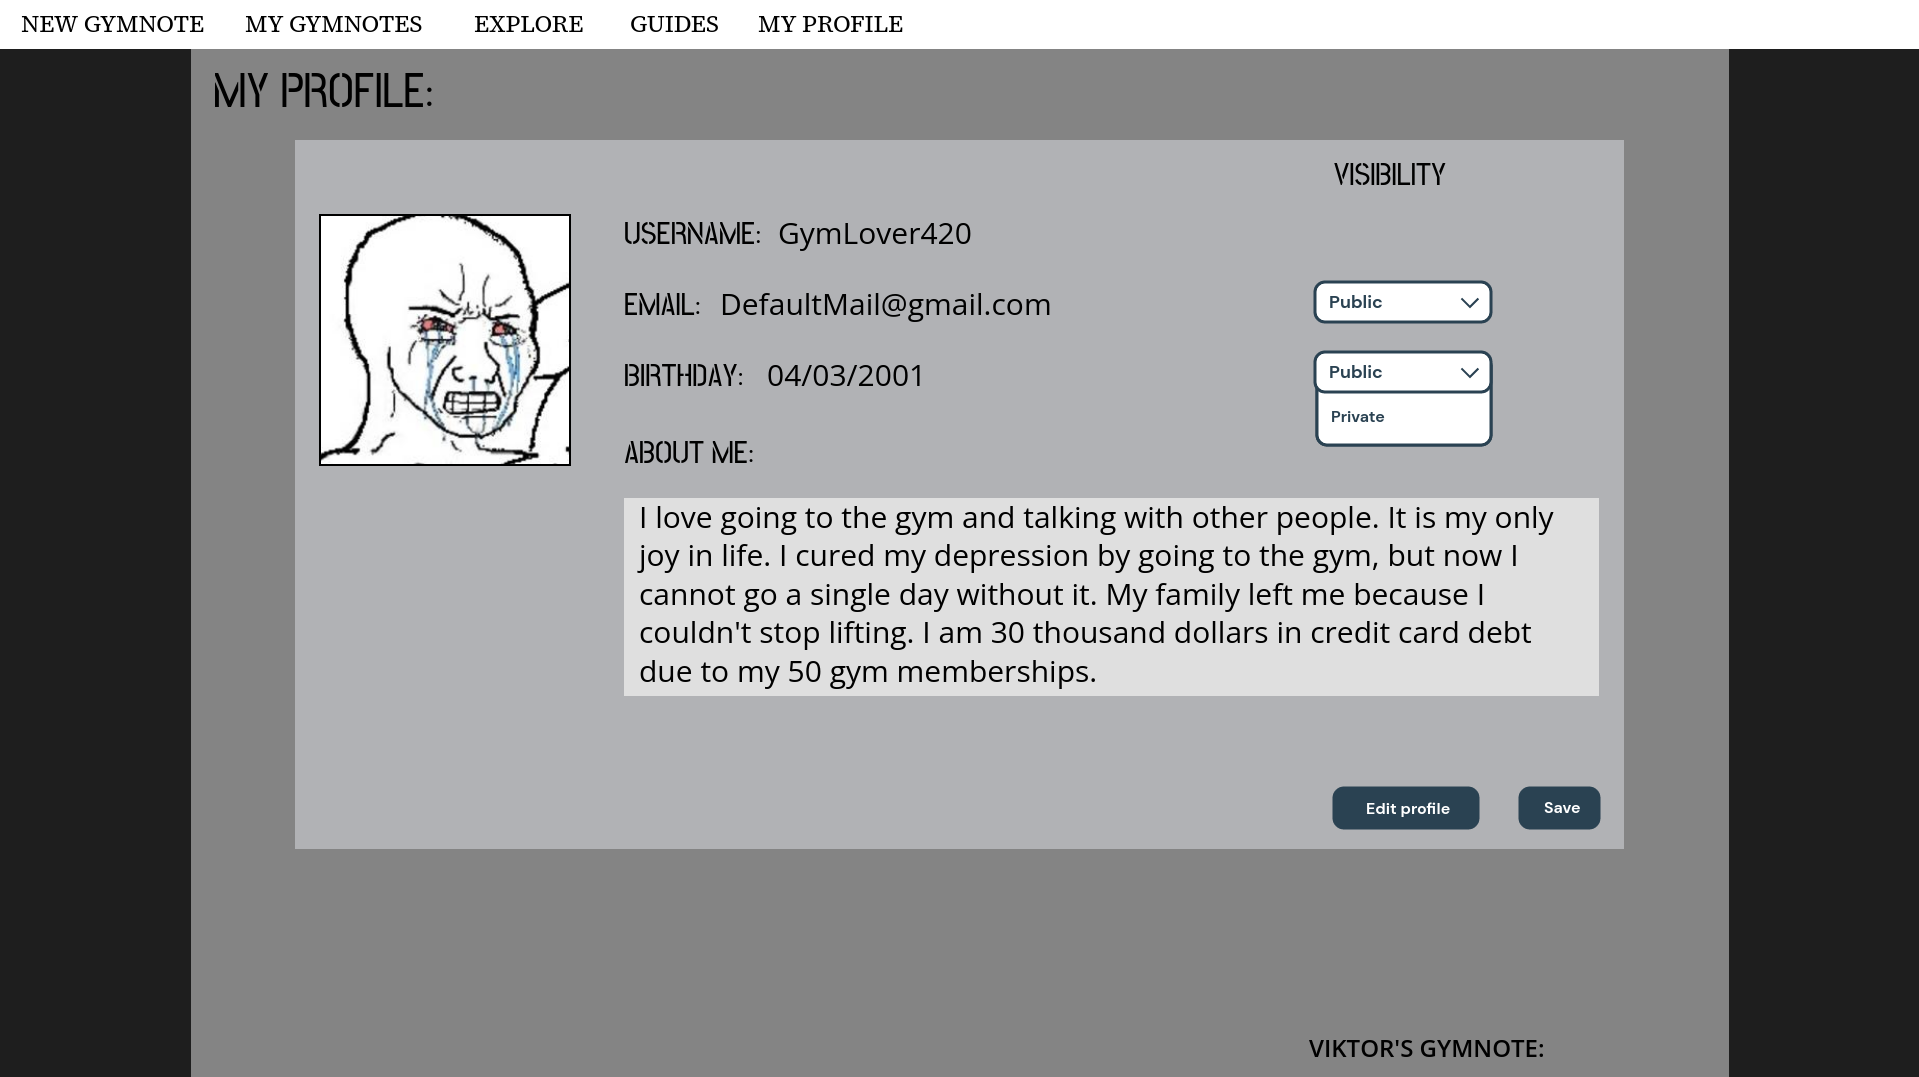 NEW GYMNOTE MY GYMNOTES EXPLORE GUIDES MY PROFILE
MY PROFILE:
VISIBILITY
USERNAME: GymLover420
EMAIL: DefaultMail@gmail.com
Public
BIRTHDAY: 04/03/2001
Public
Private
ABOUT ME:
I love going to the gym and talking with other people. It is my only
joy in life. I cured my depression by going to the gym, but now I
cannot go a single day without it. My family left me because I
couldn't stop lifting. I am 30 thousand dollars in credit card debt
due to my 50 gym memberships.
Edit profile
Save
VIKTOR'S GYMNOTE: